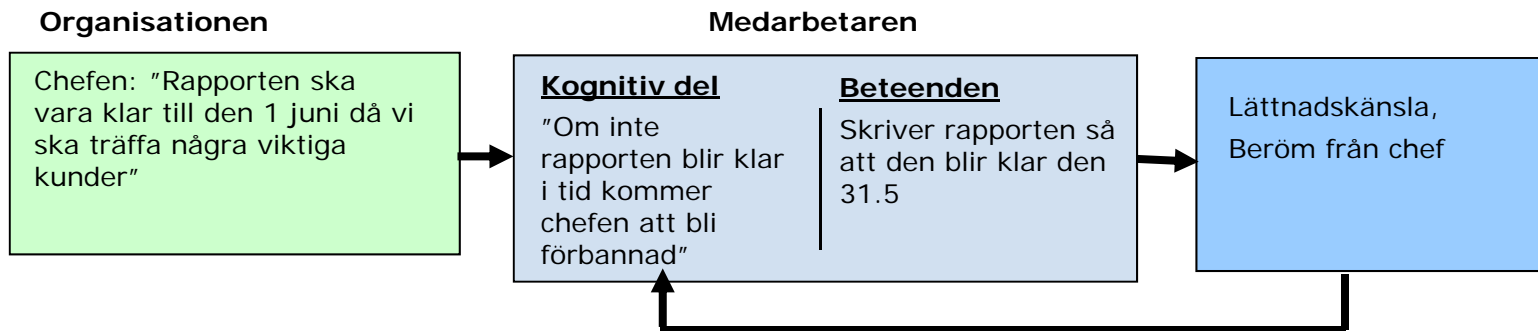 Organisationen
Medarbetaren
Chefen: ”Rapporten ska
vara klar till den 1 juni då vi
ska träffa några viktiga
kunder”
Kognitiv del
”Om inte
rapporten blir klar
i tid kommer
chefen att bli
förbannad”
Beteenden
Skriver rapporten så
att den blir klar den
31.5
Lättnadskänsla,
Beröm från chef